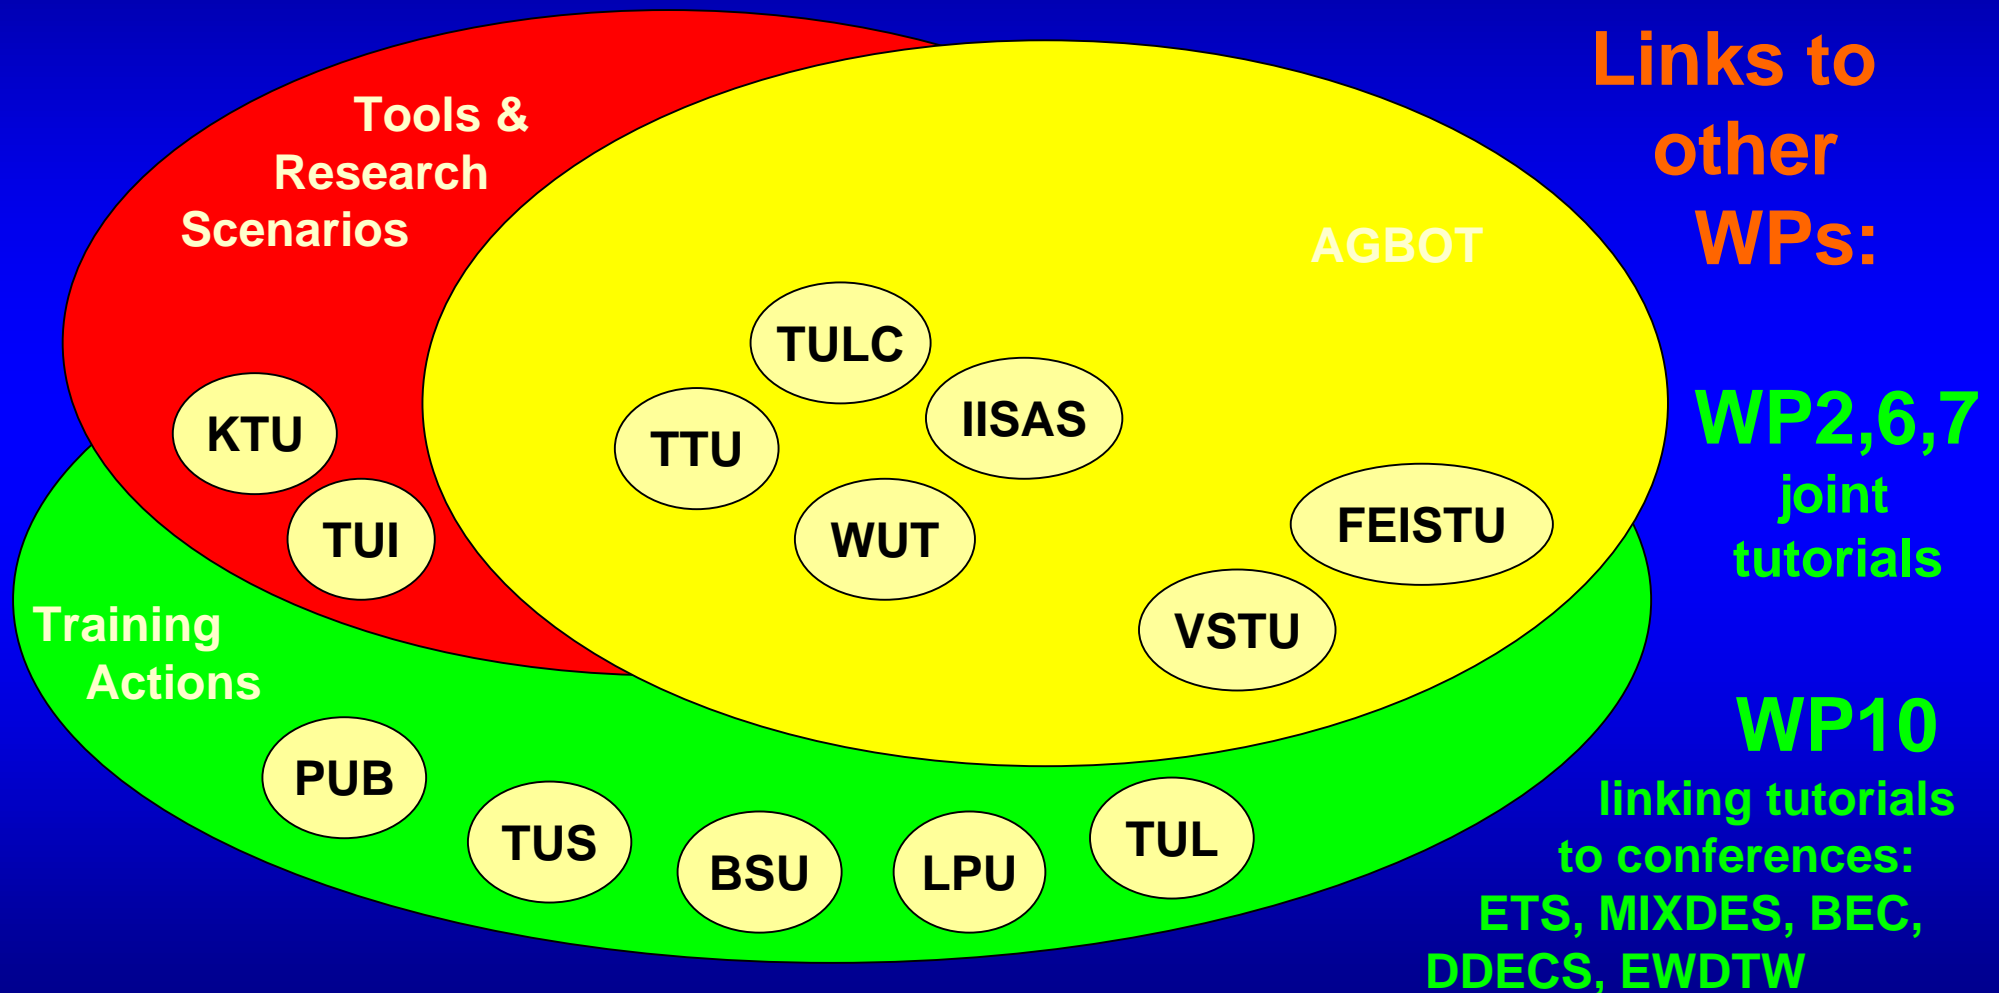 Tools &
Research
Scenarios
AGBOT
TULC
IISAS
KTU
TTU
TUI
WUT
FEISTU
VSTU
Training
Actions
PUB
TUS
BSU
LPU
TUL
Links to
other
WPs:
WP2,6,7
joint
tutorials
WP10
linking tutorials
to conferences:
ETS, MIXDES, BEC,
DDECS, EWDTW